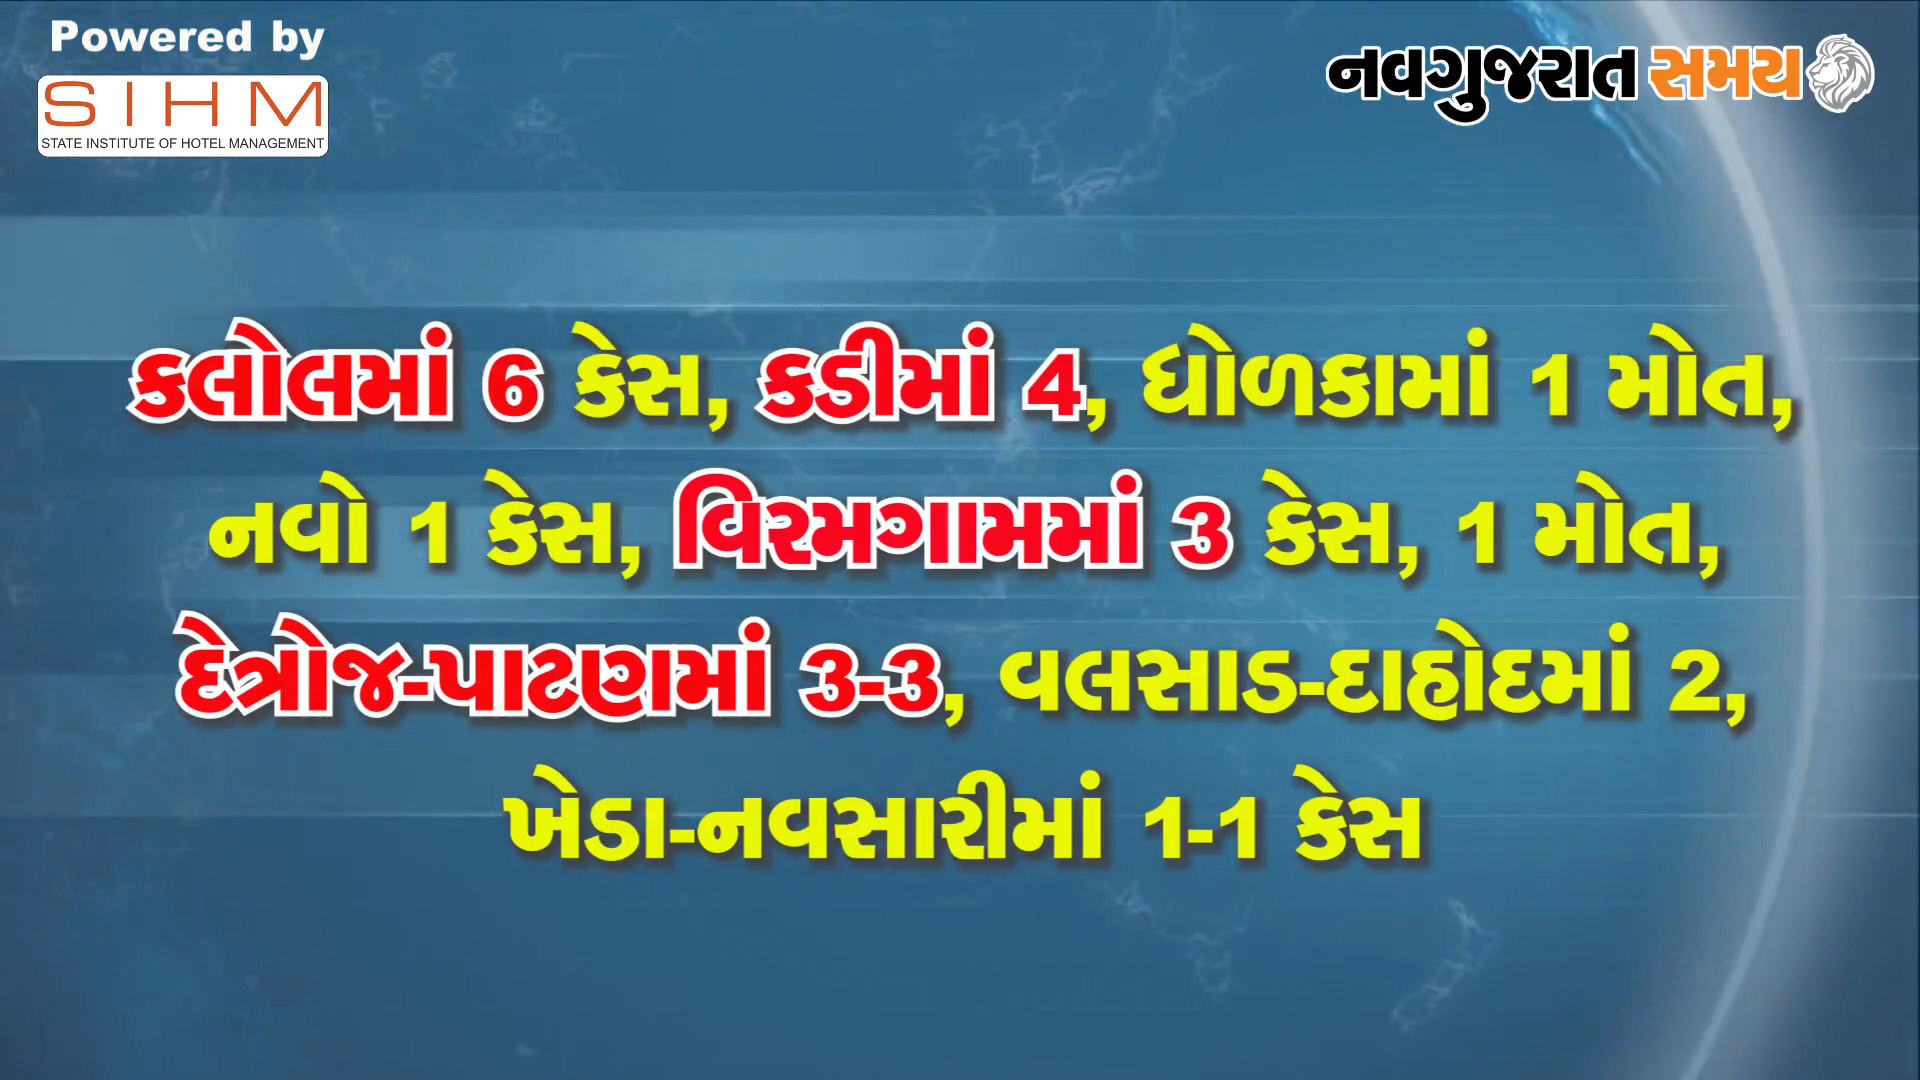 Powered by
SIHM
STATE INSTITUTE OF HOTEL MANAGEMENT
નવગુજરાત સમય
કલોલમાં 6 કેસ, કડીમાં 4, ધોળકામાં 1 મોત,
નવો 1 કેસ, વિરમગામમાં 3 કેસ, 1 મોત,
દેત્રોજ-પાટણમાં 3-3, વલસાડ-દાહોદમાં 2,
ખેડા-નવસારીમાં 1-1 કેસ